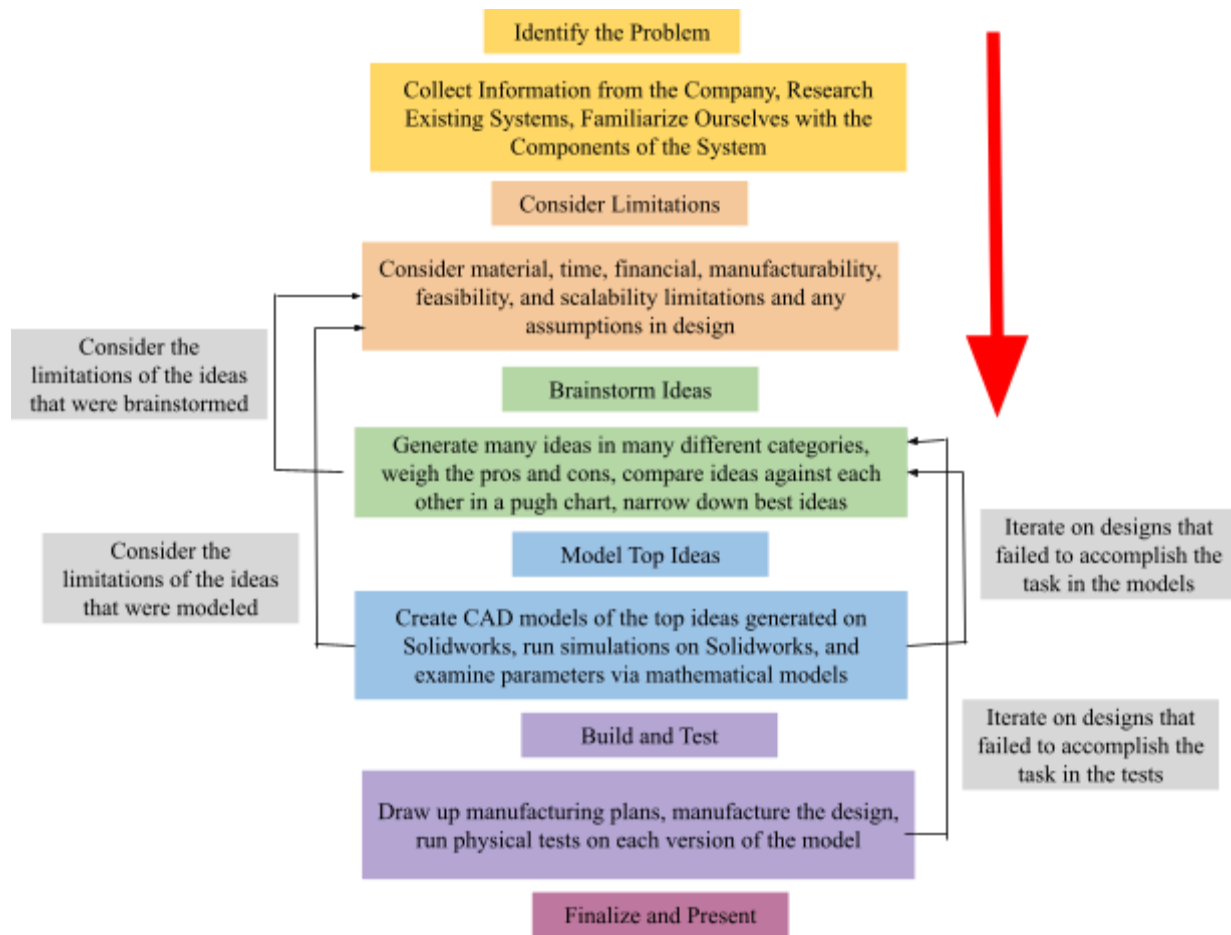 Identify the Problem
Collect Information from the Company, Research
Existing Systems, Familiarize Ourselves with the
Components of the System
Consider Limitations
Consider material, time, financial, manufacturability,
feasibility, and scalability limitations and any
assumptions in design
Consider the
limitations of the ideas
that were brainstormed
Brainstorm Ideas
Generate many ideas in many different categories,
weigh the pros and cons, compare ideas against each
other in a pugh chart, narrow down best ideas
Iterate on designs that
failed to accomplish the
task in the models
Consider the
limitations of the ideas
that were modeled
Model Top Ideas
Create CAD models of the top ideas generated on
Solidworks, run simulations on Solidworks, and
examine parameters via mathematical models
Iterate on designs that
failed to accomplish the
task in the tests
Build and Test
Draw up manufacturing plans, manufacture the design,
run physical tests on each version of the model
Finalize and Present